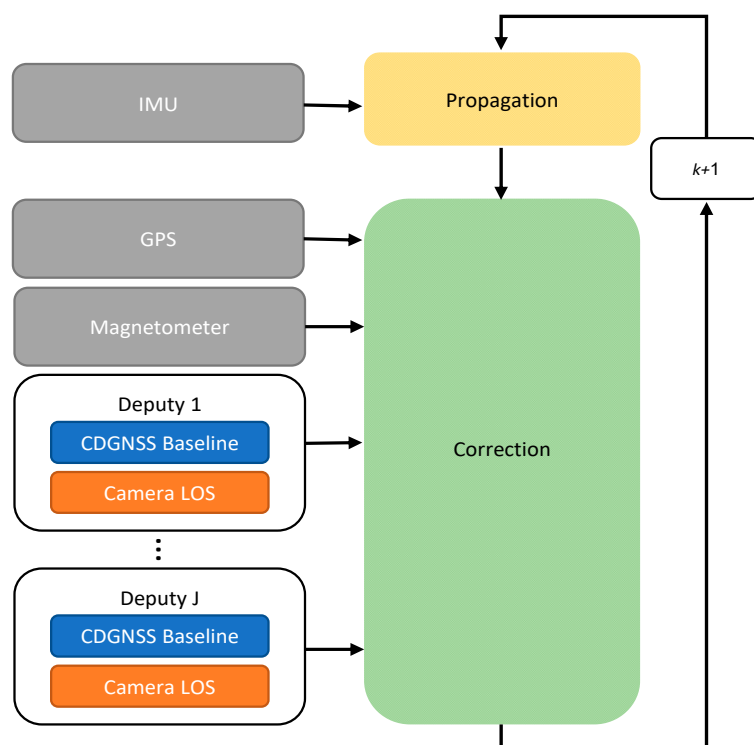 IMU
Propagation
k+1
GPS
Magnetometer
Deputy 1
CDGNSS Baseline
Camera LOS
Correction
Deputy J
CDGNSS Baseline
Camera LOS